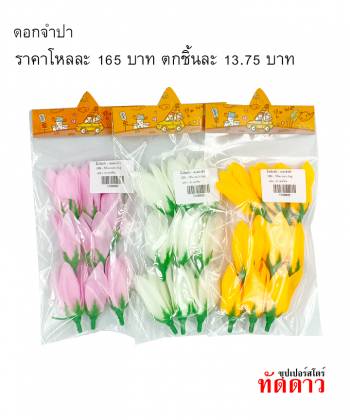 ดอกจำปา
ราคาโหลละ 165 บาท ตกชิ้นละ 13.75 บาท
ซุปเปอร์สโตร์
ทัดดาว